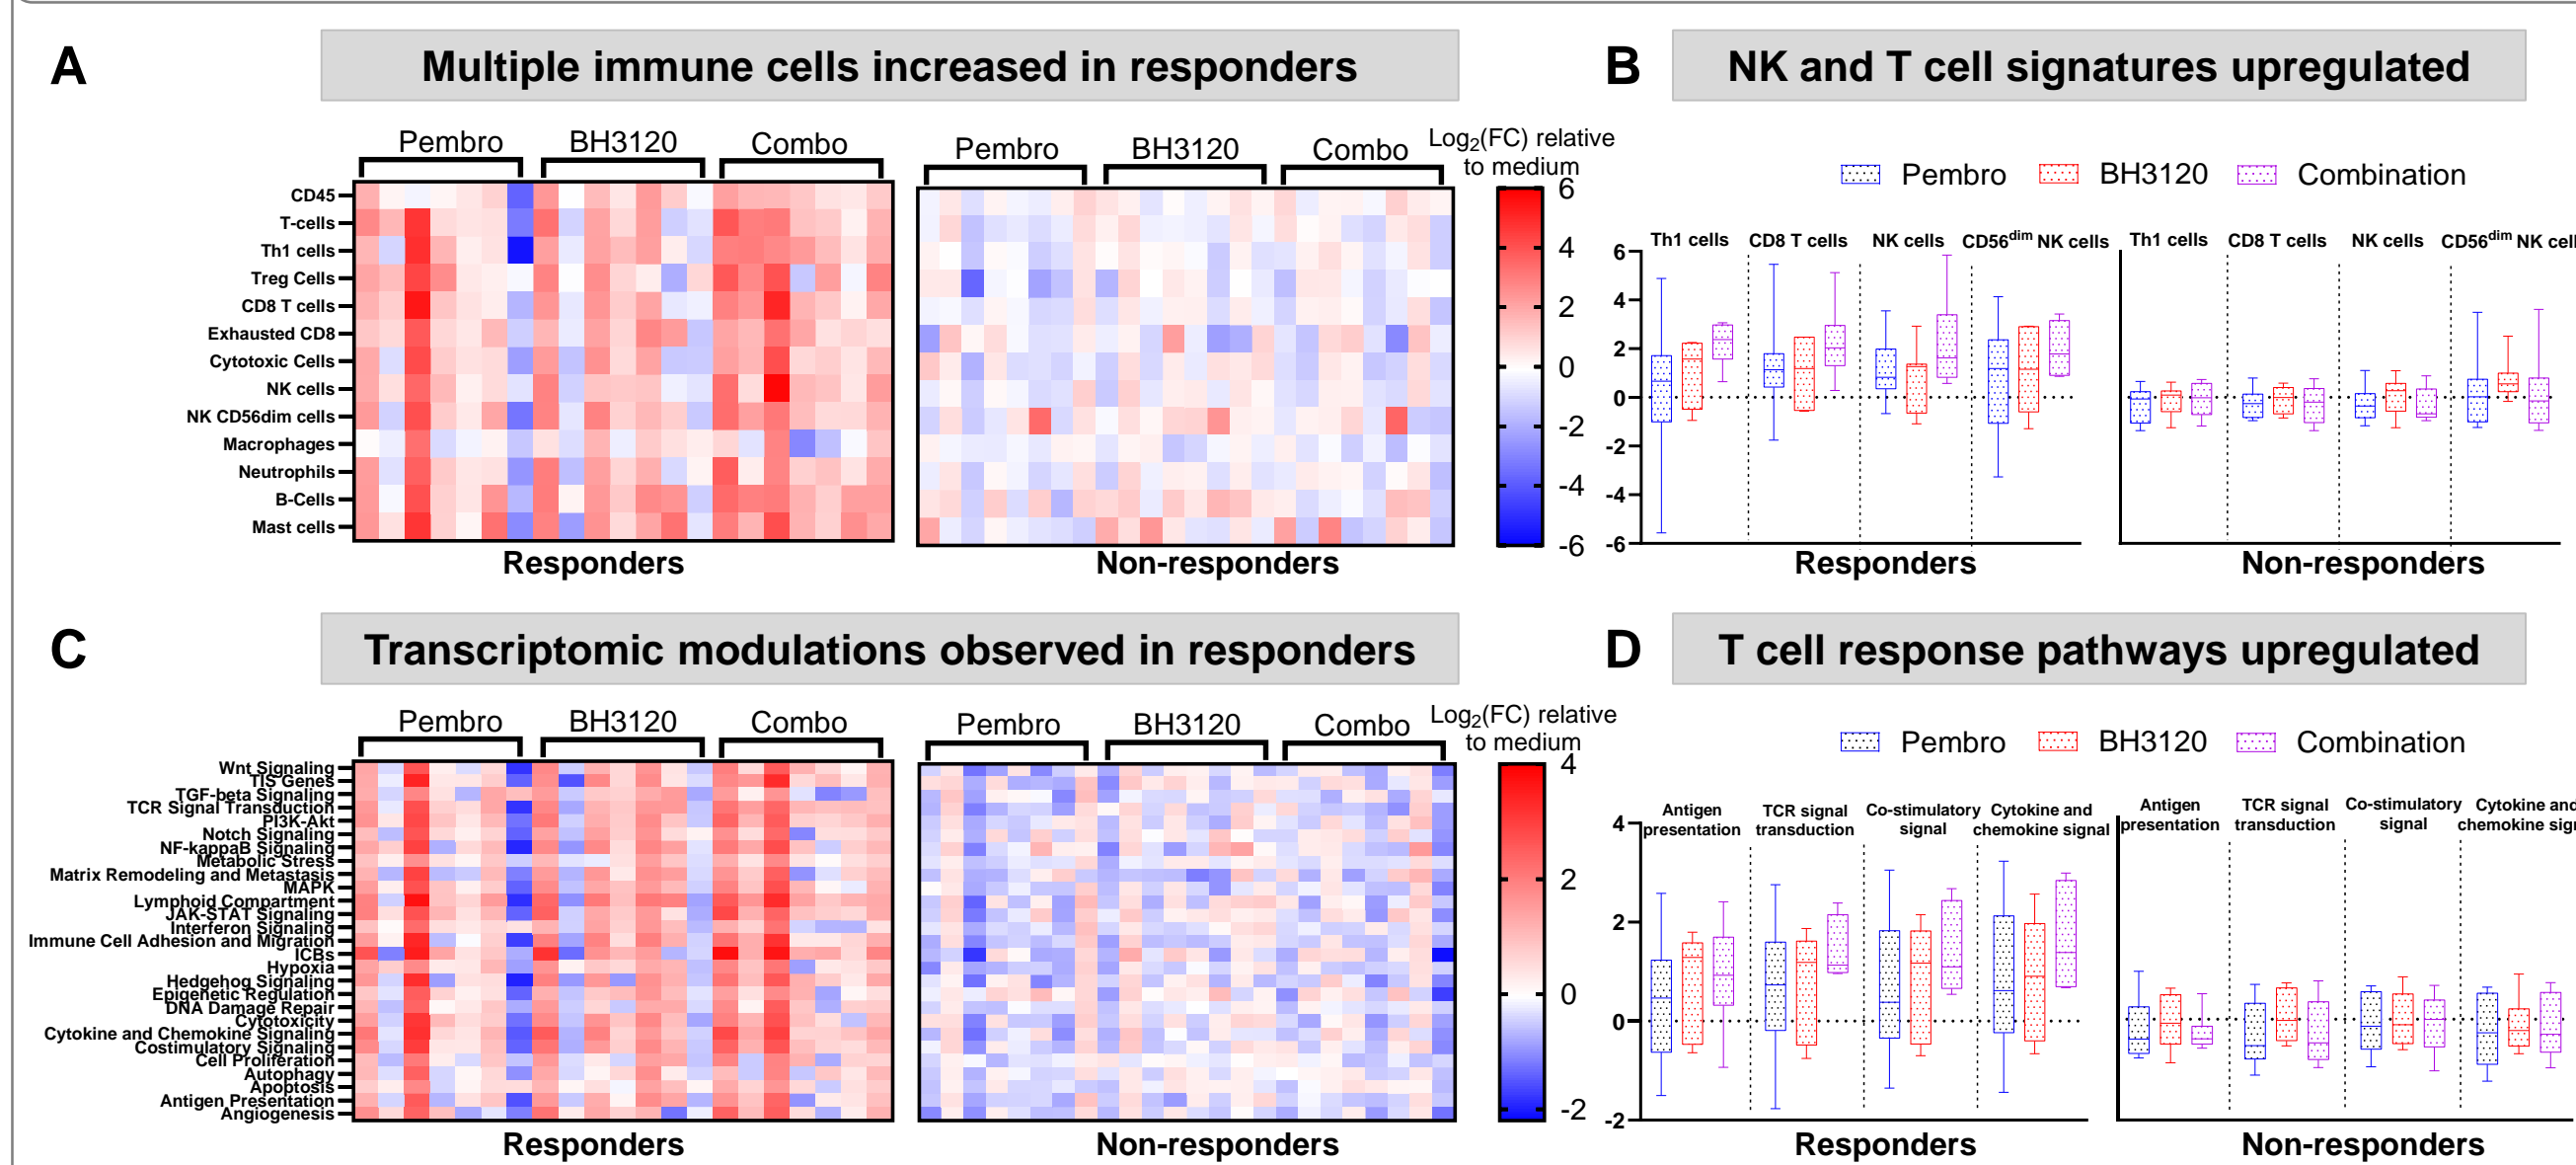 A
Multiple immune cells increased in responders
Pembro
BH3120
Combo
Pembro
BH3120
Combo
Log2(FC) relative
to medium
CD45
T-cells
Th1 cells
Treg Cells
CD8 T cells
Exhausted CD8
Cytotoxic Cells
NK cells
NK CD56dim cells
Macrophages
Neutrophils
B-Cells
Mast cells
6
4
2
0
-2
-4
-6
Responders
Non-responders
B
NK and T cell signatures upregulated
Pembro
BH3120
Combination
Th1 cells
CD8 T cells
NK cells
CD56dim NK cells
Th1 cells
CD8 T cells
NK cells
CD56dim NK cel
6
4
2
0
-2
-4
-6
Responders
Non-responders
C
Transcriptomic modulations observed in responders
Pembro
BH3120
Combo
Pembro
BH3120
Combo
Log2(FC) relative
to medium
Wnt Signaling
TIS Genes
TGF-beta Signaling
TCR Signal Transduction
PI3K-Akt
Notch Signaling
NF-kappaB Signaling
Metabolic Stress
Matrix Remodeling and Metastasis
MAPK
Lymphoid Compartment
JAK-STAT Signaling
Interferon Signaling
Immune Cell Adhesion and Migration
ICBs
Hypoxia
Hedgehog Signaling
Epigenetic Regulation
DNA Damage Repair
Cytotoxicity
Cytokine and Chemokine Signaling
Costimulatory Signaling
Cell Proliferation
Autophagy
Apoptosis
Antigen Presentation
Angiogenesis
4
2
0
-2
Responders
Non-responders
D
T cell response pathways upregulated
Pembro
BH3120
Combination
Antigen
presentation
TCR signal
transduction
Co-stimulatory
signal
Cytokine and
chemokine signal
Antigen
presentation
TCR signal
transduction
Co-stimulatory
signal
Cytokine and
chemokine sig
4
2
0
-2
Responders
Non-responders